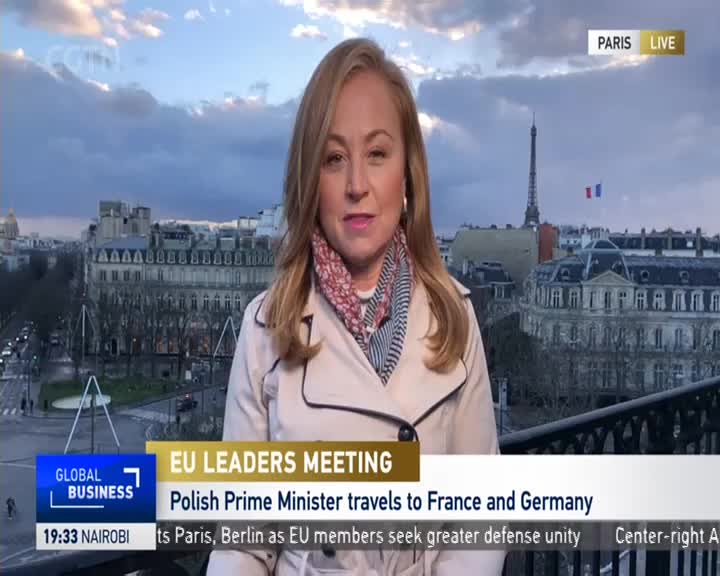 cgtn
PARIS LIVE
EU LEADERS MEETING
GLOBAL BUSINESS
Polish Prime Minister travels to France and Germany
19:33 NAIROBI
ts Paris, Berlin as EU members seek greater defense unity Center-right A